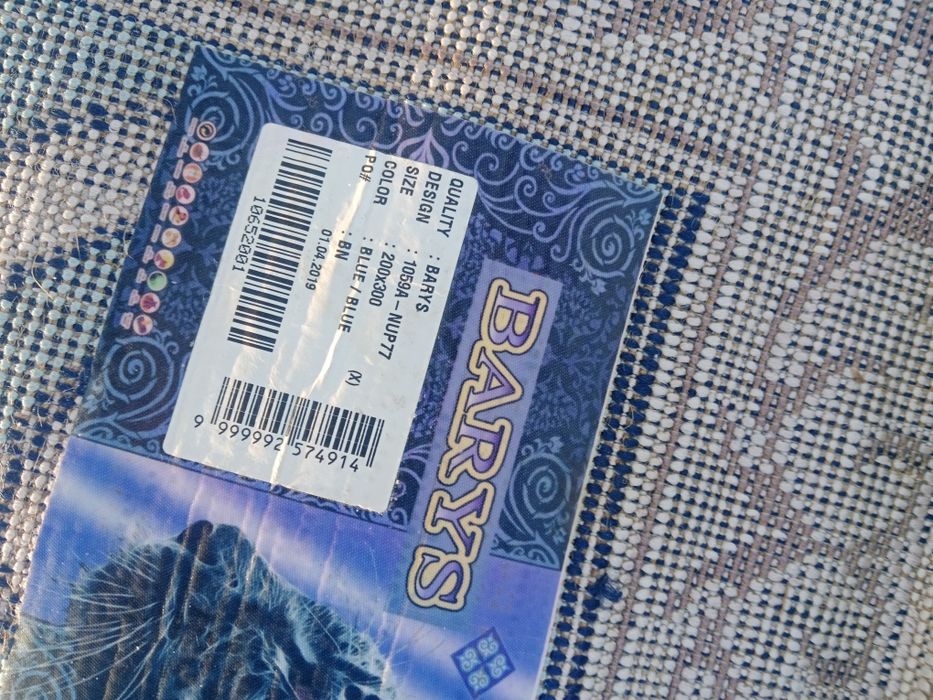 QUALITY : BARYS
DESIGN : 1059A - NUP77
SIZE : 200x300 (X)
COLOR : BLUE / BLUE
PO# : BN
01.04.2019
10652001
9 999992 574914
BARYS